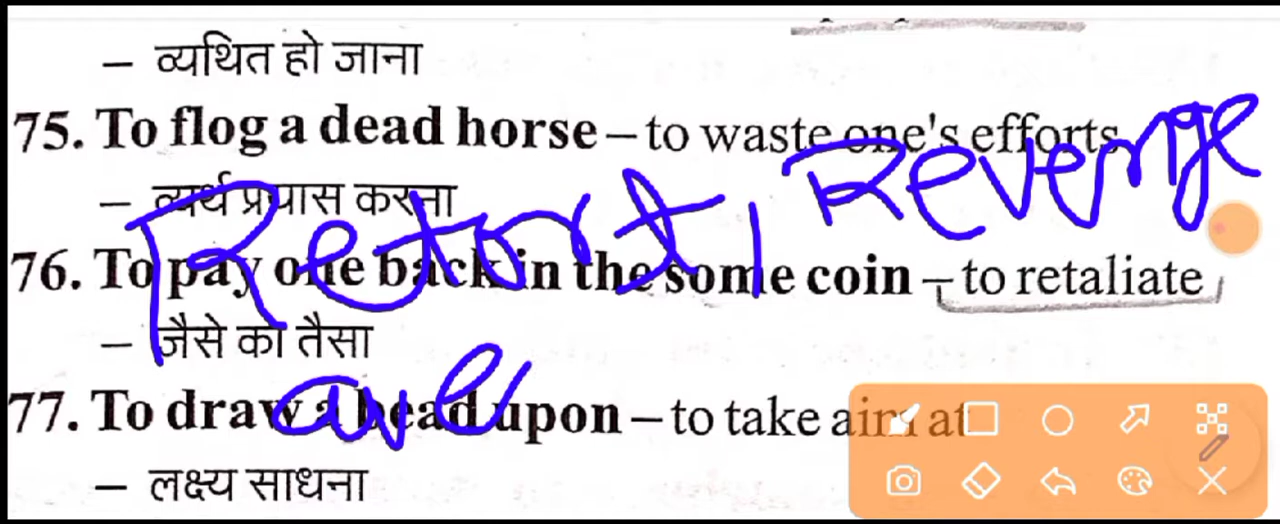 – व्यथित हो जाना
75. To flog a dead horse – to waste one's efforts
– व्यर्थ प्रयास करना
Retort, Revenge
76. To pay one back in the some coin – to retaliate
– जैसे को तैसा
77. To draw a bead upon – to take aim at
– लक्ष्य साधना